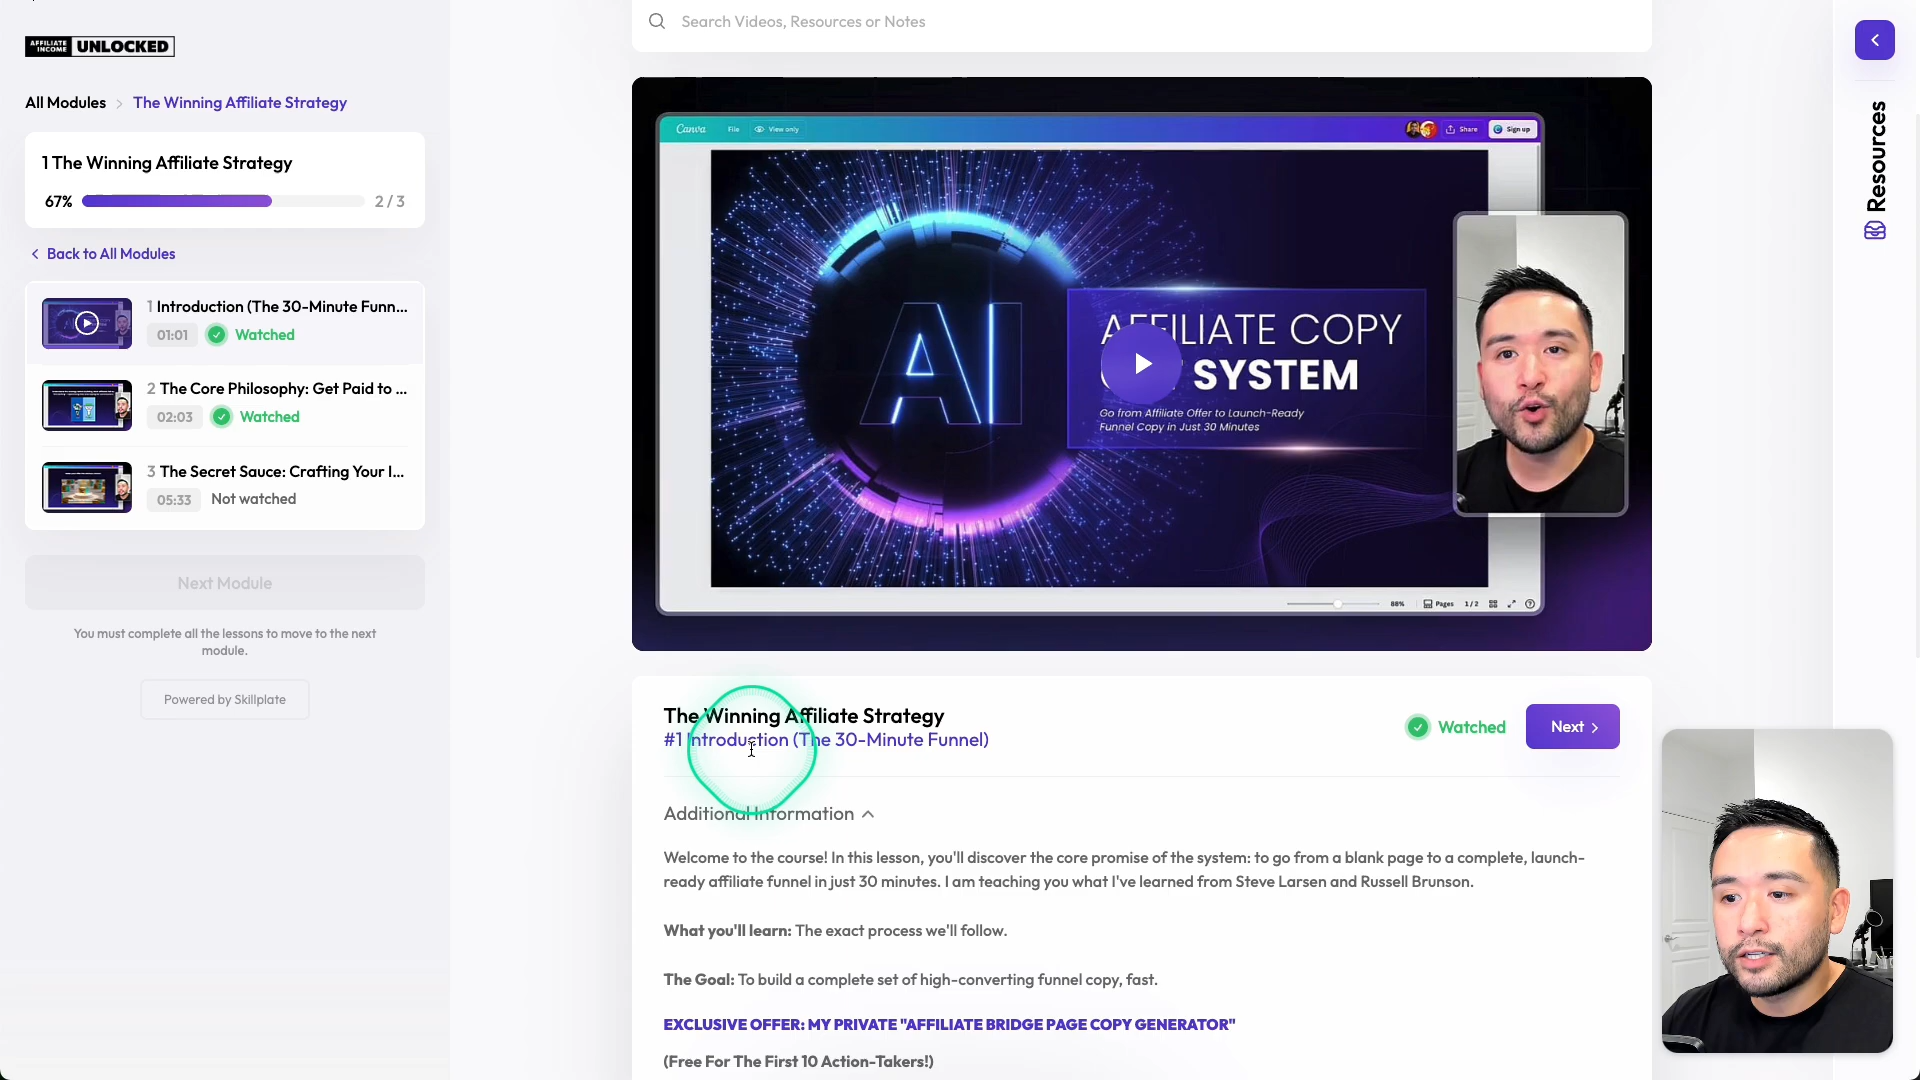 AFFILIATE INCOME UNLOCKED
All Modules > The Winning Affiliate Strategy
1 The Winning Affiliate Strategy
67% 2 / 3
Back to All Modules
1 Introduction (The 30-Minute Funn...
01:01 Watched
2 The Core Philosophy: Get Paid to ...
02:03 Watched
3 The Secret Sauce: Crafting Your I...
05:33 Not watched
Next Module
You must complete all the lessons to move to the next
module.
Powered by Skillplate
Search Videos, Resources or Notes
Canva File View only Share Sign up
AI
AFFILIATE COPY
SYSTEM
Go from Affiliate Offer to Launch-Ready
Funnel Copy in Just 30 Minutes
88% Pages 1 / 2
The Winning Affiliate Strategy
#1 Introduction (The 30-Minute Funnel)
Watched
Next >
Additional Information
Welcome to the course! In this lesson, you'll discover the core promise of the system: to go from a blank page to a complete, launch-
ready affiliate funnel in just 30 minutes. I am teaching you what I've learned from Steve Larsen and Russell Brunson.
What you'll learn: The exact process we'll follow.
The Goal: To build a complete set of high-converting funnel copy, fast.
EXCLUSIVE OFFER: MY PRIVATE "AFFILIATE BRIDGE PAGE COPY GENERATOR"
(Free For The First 10 Action-Takers!)
Resources